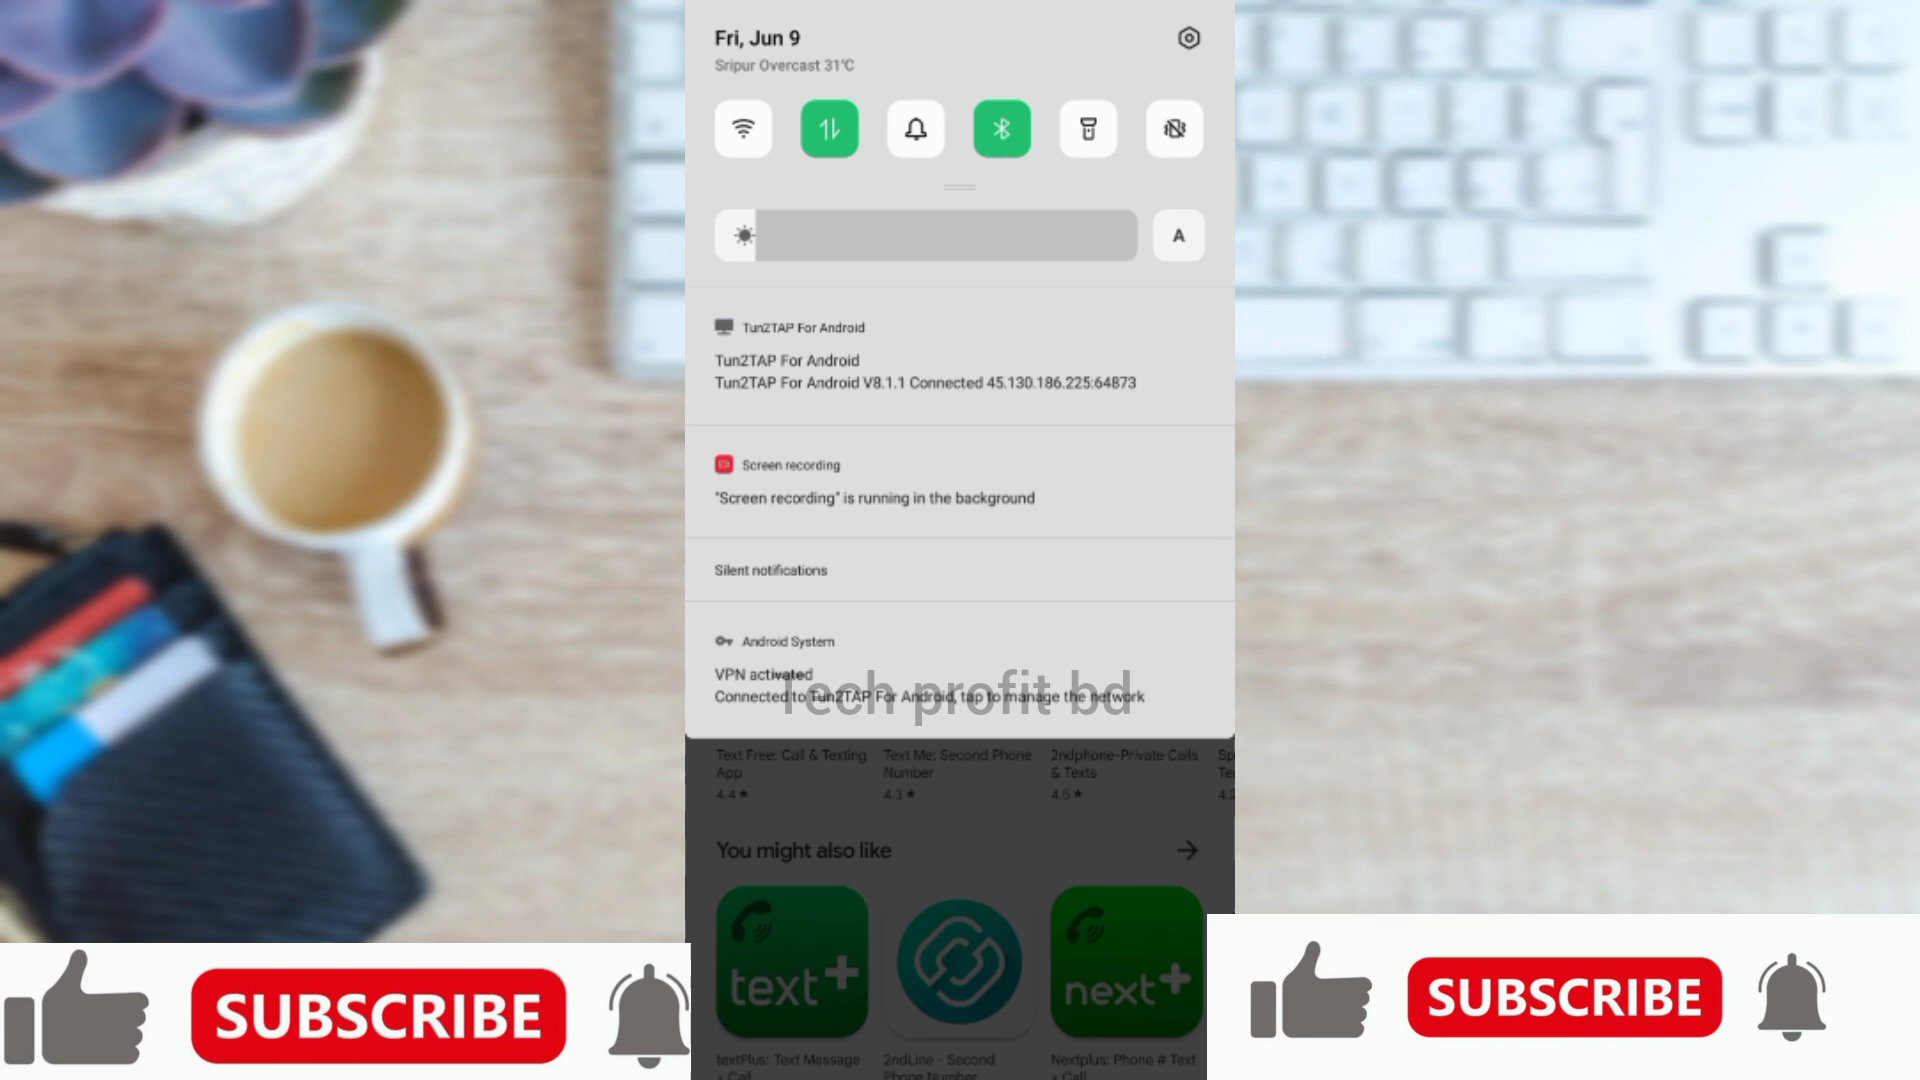 Fri, Jun 9
Sripur Overcast 31°C
A
Tun2TAP For Android
Tun2TAP For Android
Tun2TAP For Android V8.1.1 Connected 45.130.186.225:64873
Screen recording
"Screen recording" is running in the background
Silent notifications
Android System
VPN activated
Connected to Tun2TAP For Android, tap to manage the network
Tech profit bd
Text Free: Call & Texting
App
4.4 ★
Text Me: Second Phone
Number
4.3 ★
2ndphone-Private Calls
& Texts
4.5 ★
You might also like
text+
next+
textPlus: Text Message
+ Call
2ndLine - Second
Phone Number
Nextplus: Phone # Text
+ Call
SUBSCRIBE
SUBSCRIBE